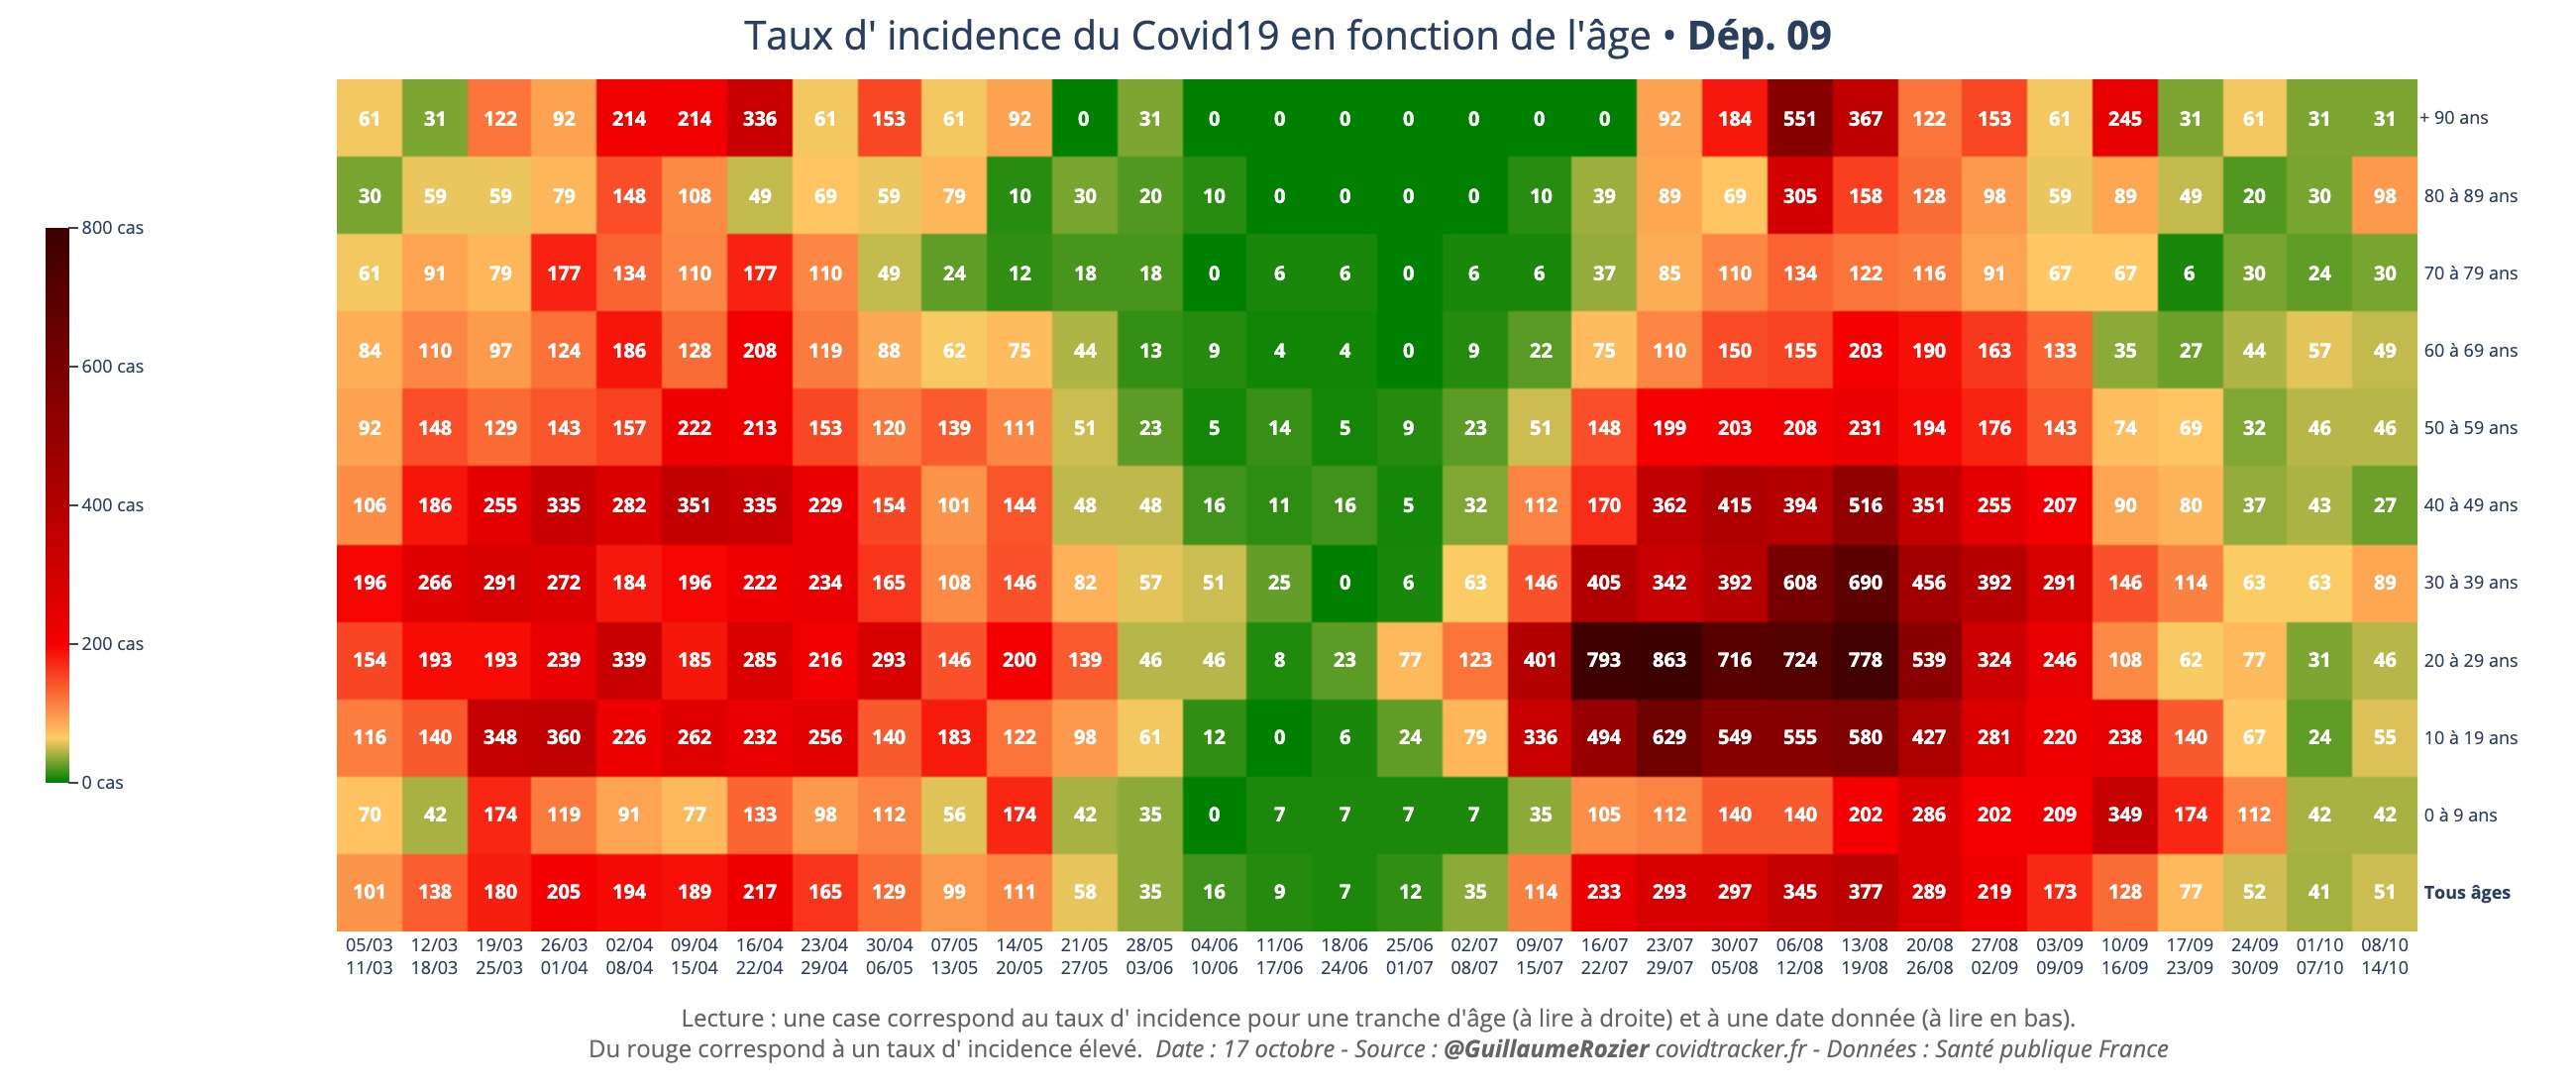 Taux d' incidence du Covid19 en fonction de l'âge • Dép. 09
800 cas
600 cas
400 cas
200 cas
0 cas
61 31 122 92 214 214 336 61 153 61 92 0 31 0 0 0 0 0 0 0 92 184 551 367 122 153 61 245 31 61 31 31 + 90 ans
30 59 59 79 148 108 49 69 59 79 10 30 20 10 0 0 0 0 10 39 89 69 305 158 128 98 59 89 49 20 30 98 80 à 89 ans
61 91 79 177 134 110 177 110 49 24 12 18 18 0 6 6 0 6 6 37 85 110 134 122 116 91 67 67 6 30 24 30 70 à 79 ans
84 110 97 124 186 128 208 119 88 62 75 44 13 9 4 4 0 9 22 75 110 150 155 203 190 163 133 35 27 44 57 49 60 à 69 ans
92 148 129 143 157 222 213 153 120 139 111 51 23 5 14 5 9 23 51 148 199 203 208 231 194 176 143 74 69 32 46 46 50 à 59 ans
106 186 255 335 282 351 335 229 154 101 144 48 48 16 11 16 5 32 112 170 362 415 394 516 351 255 207 90 80 37 43 27 40 à 49 ans
196 266 291 272 184 196 222 234 165 108 146 82 57 51 25 0 6 63 146 405 342 392 608 690 456 392 291 146 114 63 63 89 30 à 39 ans
154 193 193 239 339 185 285 216 293 146 200 139 46 46 8 23 77 123 401 793 863 716 724 778 539 324 246 108 62 77 31 46 20 à 29 ans
116 140 348 360 226 262 232 256 140 183 122 98 61 12 0 6 24 79 336 494 629 549 555 580 427 281 220 238 140 67 24 55 10 à 19 ans
70 42 174 119 91 77 133 98 112 56 174 42 35 0 7 7 7 7 35 105 112 140 140 202 286 202 209 349 174 112 42 42 0 à 9 ans
101 138 180 205 194 189 217 165 129 99 111 58 35 16 9 7 12 35 114 233 293 297 345 377 289 219 173 128 77 52 41 51 Tous âges
05/03 12/03 19/03 26/03 02/04 09/04 16/04 23/04 30/04 07/05 14/05 21/05 28/05 04/06 11/06 18/06 25/06 02/07 09/07 16/07 23/07 30/07 06/08 13/08 20/08 27/08 03/09 10/09 17/09 24/09 01/10 08/10
11/03 18/03 25/03 01/04 08/04 15/04 22/04 29/04 06/05 13/05 20/05 27/05 03/06 10/06 17/06 24/06 01/07 08/07 15/07 22/07 29/07 05/08 12/08 19/08 26/08 02/09 09/09 16/09 23/09 30/09 07/10 14/10
Lecture : une case correspond au taux d' incidence pour une tranche d'âge (à lire à droite) et à une date donnée (à lire en bas).
Du rouge correspond à un taux d' incidence élevé. Date : 17 octobre - Source : @GuillaumeRozier covidtracker.fr - Données : Santé publique France